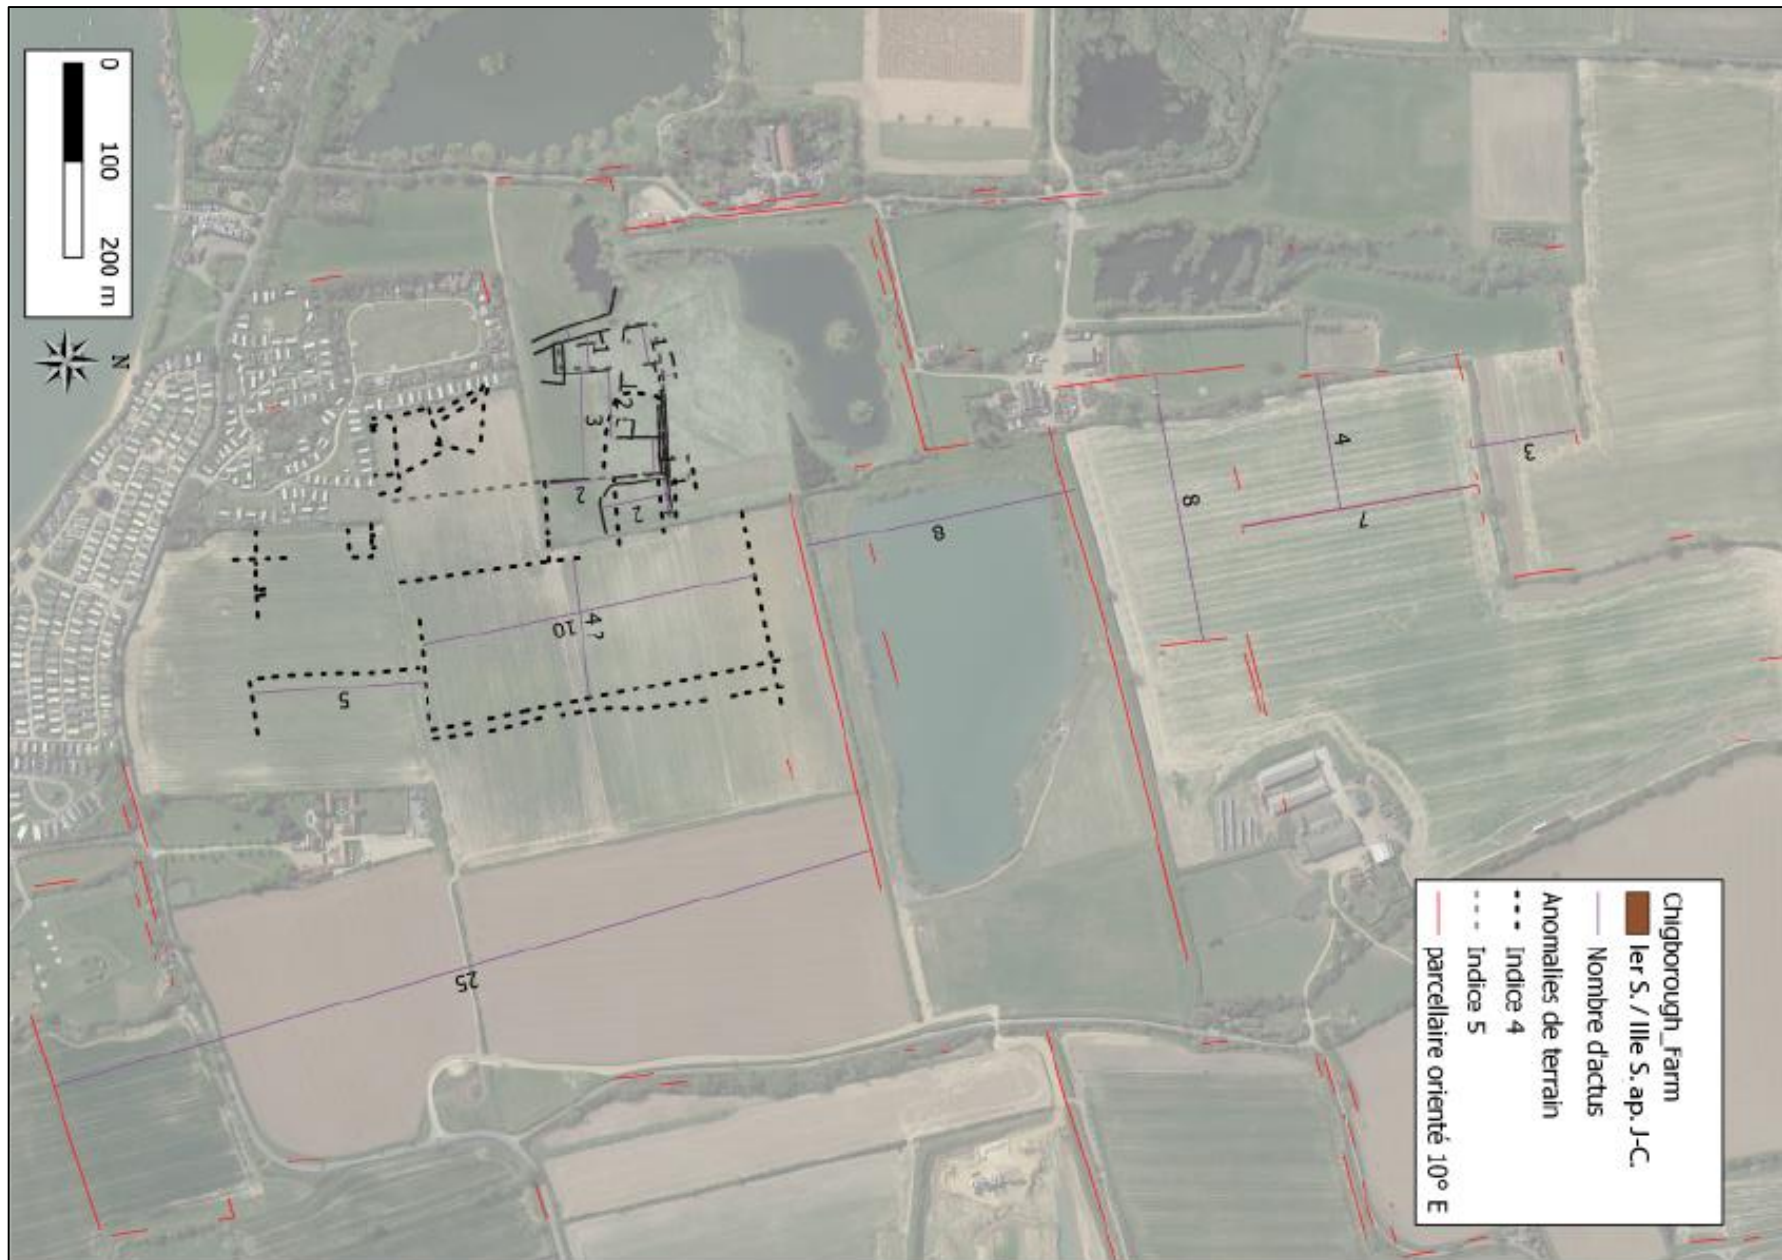 0 100 200 m
N
Chigborough_Farm
Ier S. / IIIe S. ap. J-C.
Nombre d'actus
Anomalies de terrain
Indice 4
Indice 5
parcellaire orienté 10° E
1
2
3
2
2
4 ?
10
5
8
8
4
7
3
25